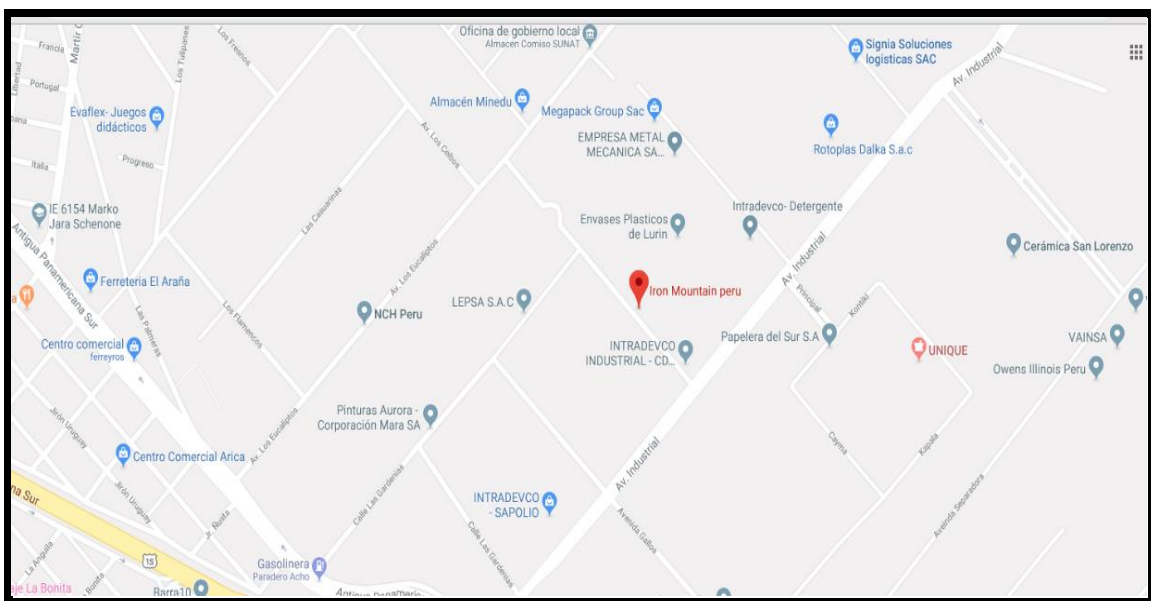 Francia
Martir O
Libertad
Portugal
Los Tulipanes
Los Fresnos
Oficina de gobierno local
Almacen Comiso SUNAT
Signia Soluciones
logisticas SAC
Av. Industrial
Evaflex- Juegos
didácticos
Almacén Minedu
Megapack Group Sac
EMPRESA METAL
MECANICA SA...
Rotoplas Dalka S.a.c
Av. Los Ceibos
Italia
Progreso
IE 6154 Marko
Jara Schenone
Las Casuarinas
Envases Plasticos
de Lurin
Intradevco- Detergente
Cerámica San Lorenzo
Antigua Panamericana Sur
Ferreteria El Araña
Av. Los Eucaliptos
Av. Industrial
Iron Mountain peru
LEPSA S.A.C
NCH Peru
Principal
Kontiki
Las Palmeras
Los Flamencos
Centro comercial
ferreyros
INTRADEVCO
INDUSTRIAL - CD...
Papelera del Sur S.A
UNIQUE
VAINSA
Owens Illinois Peru
Pinturas Aurora -
Corporación Mara SA
Jirón Uruguay
Av. Los Eucaliptos
Centro Comercial Arica
Av. Industrial
Cayma
Kapala
na Sur
Jirón Uruguay
Jr. Nusta
Calle Las Gardenias
INTRADEVCO
- SAPOLIO
Avenida Gallos
Aveinda Separadora
Calle Las Gardenias
1S
Gasolinera
Paradero Acho
La Anguila
Bonita
aje La Bonita
Barra10
Antigua Panameric